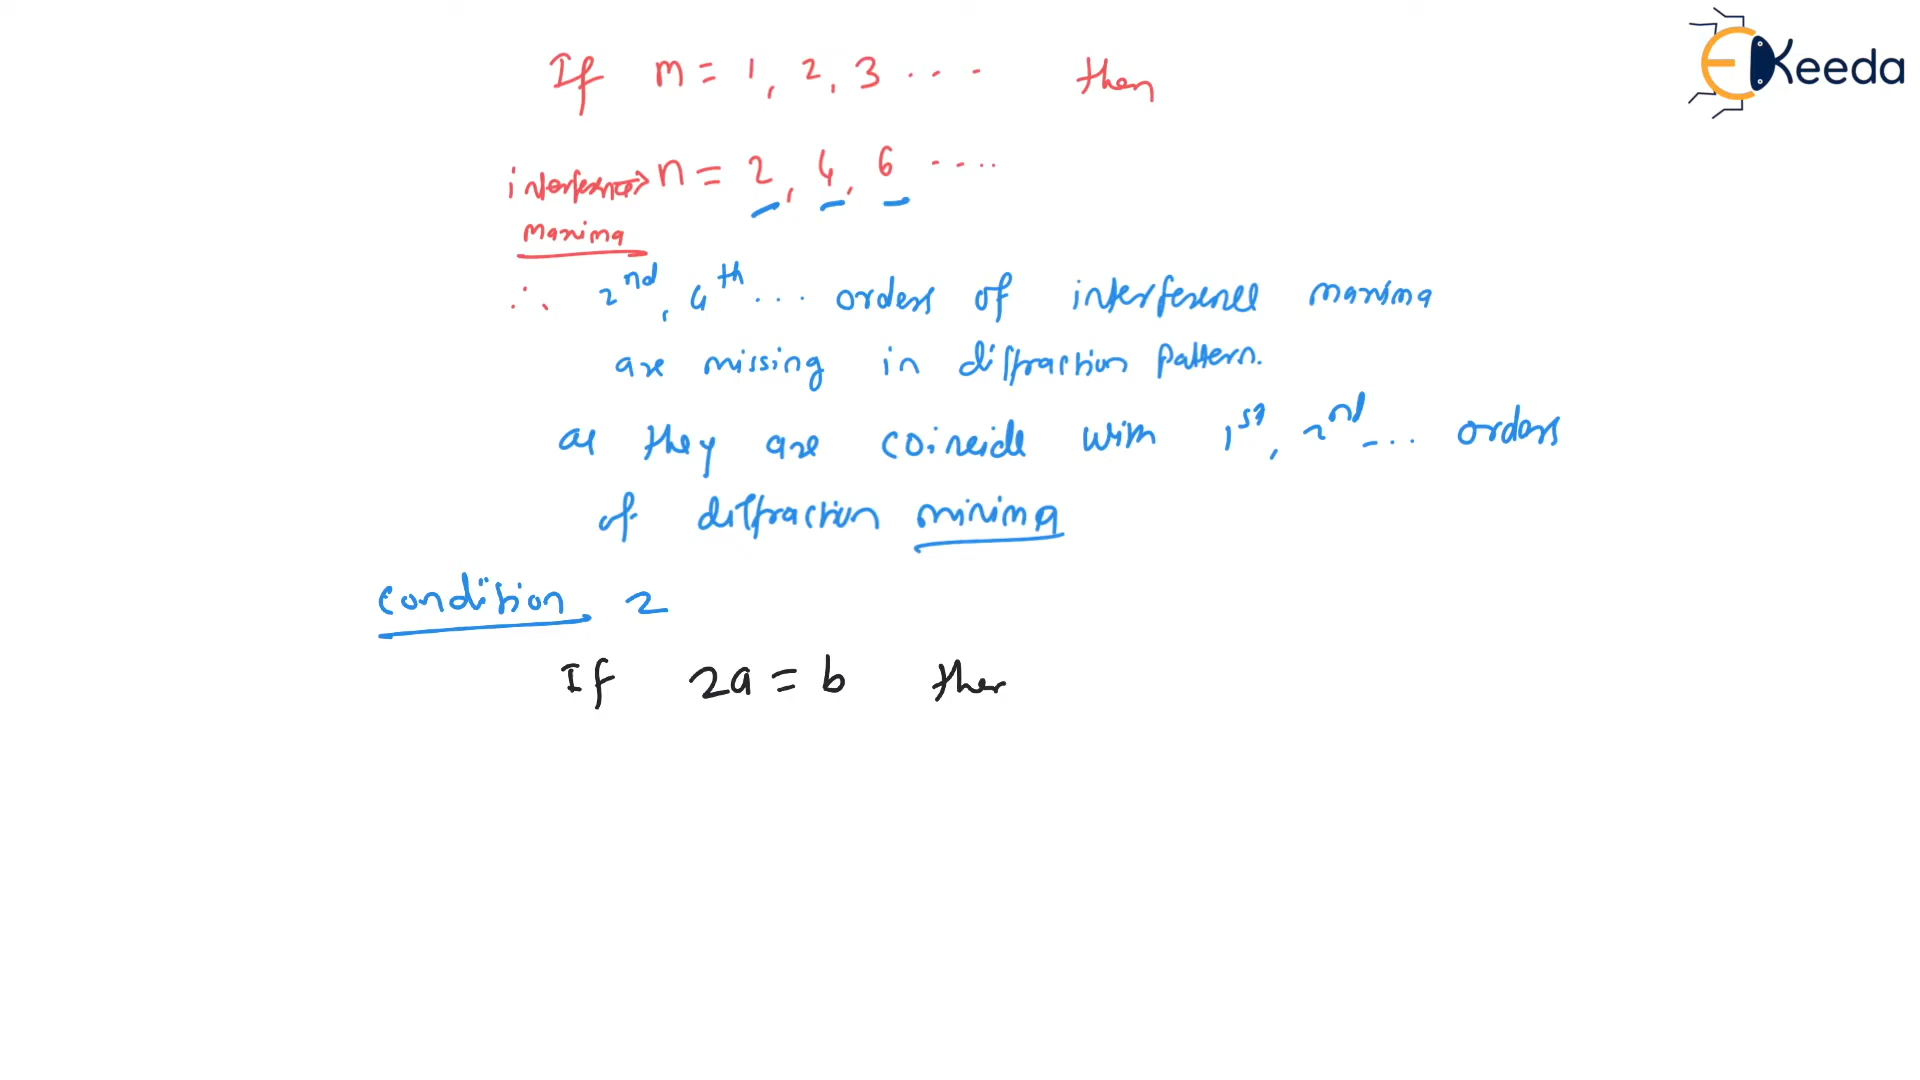 EKeeda
If m = 1, 2, 3 .... then
interference → n = 2, 4, 6 ....
maxima
∴ 2nd, 4th ... orders of interference maxima
are missing in diffraction pattern.
as they are coincide with 1st, 2nd ... orders
of diffraction minima
condition 2
If 2a = b then